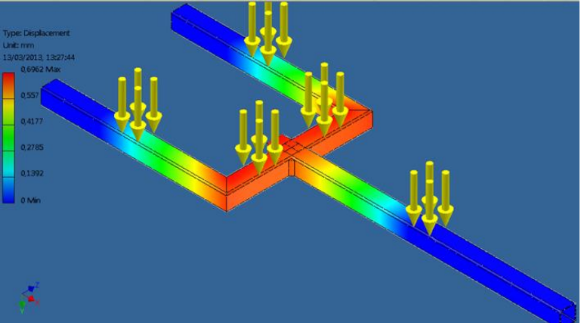 Type: Displacement
Unit: mm
13/03/2013, 13:27:44
0,6962 Max
0,557
0,4177
0,2785
0,1392
0 Min